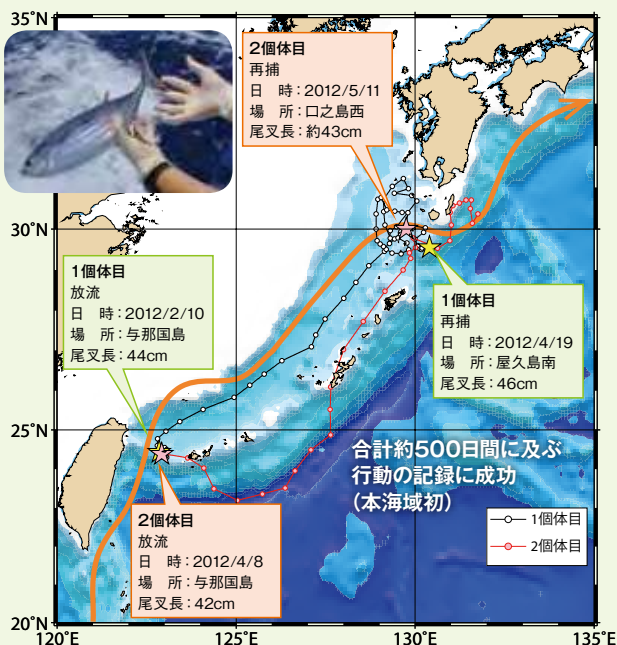 35°N
30°N
25°N
20°N
120°E
125°E
130°E
135°E
2個体目
再捕
日　時：2012/5/11
場　所：口之島西
尾叉長：約43cm
1個体目
放流
日　時：2012/2/10
場　所：与那国島
尾叉長：44cm
1個体目
再捕
日　時：2012/4/19
場　所：屋久島南
尾叉長：46cm
2個体目
放流
日　時：2012/4/8
場　所：与那国島
尾叉長：42cm
合計約500日間に及ぶ
行動の記録に成功
（本海域初）
1個体目
2個体目